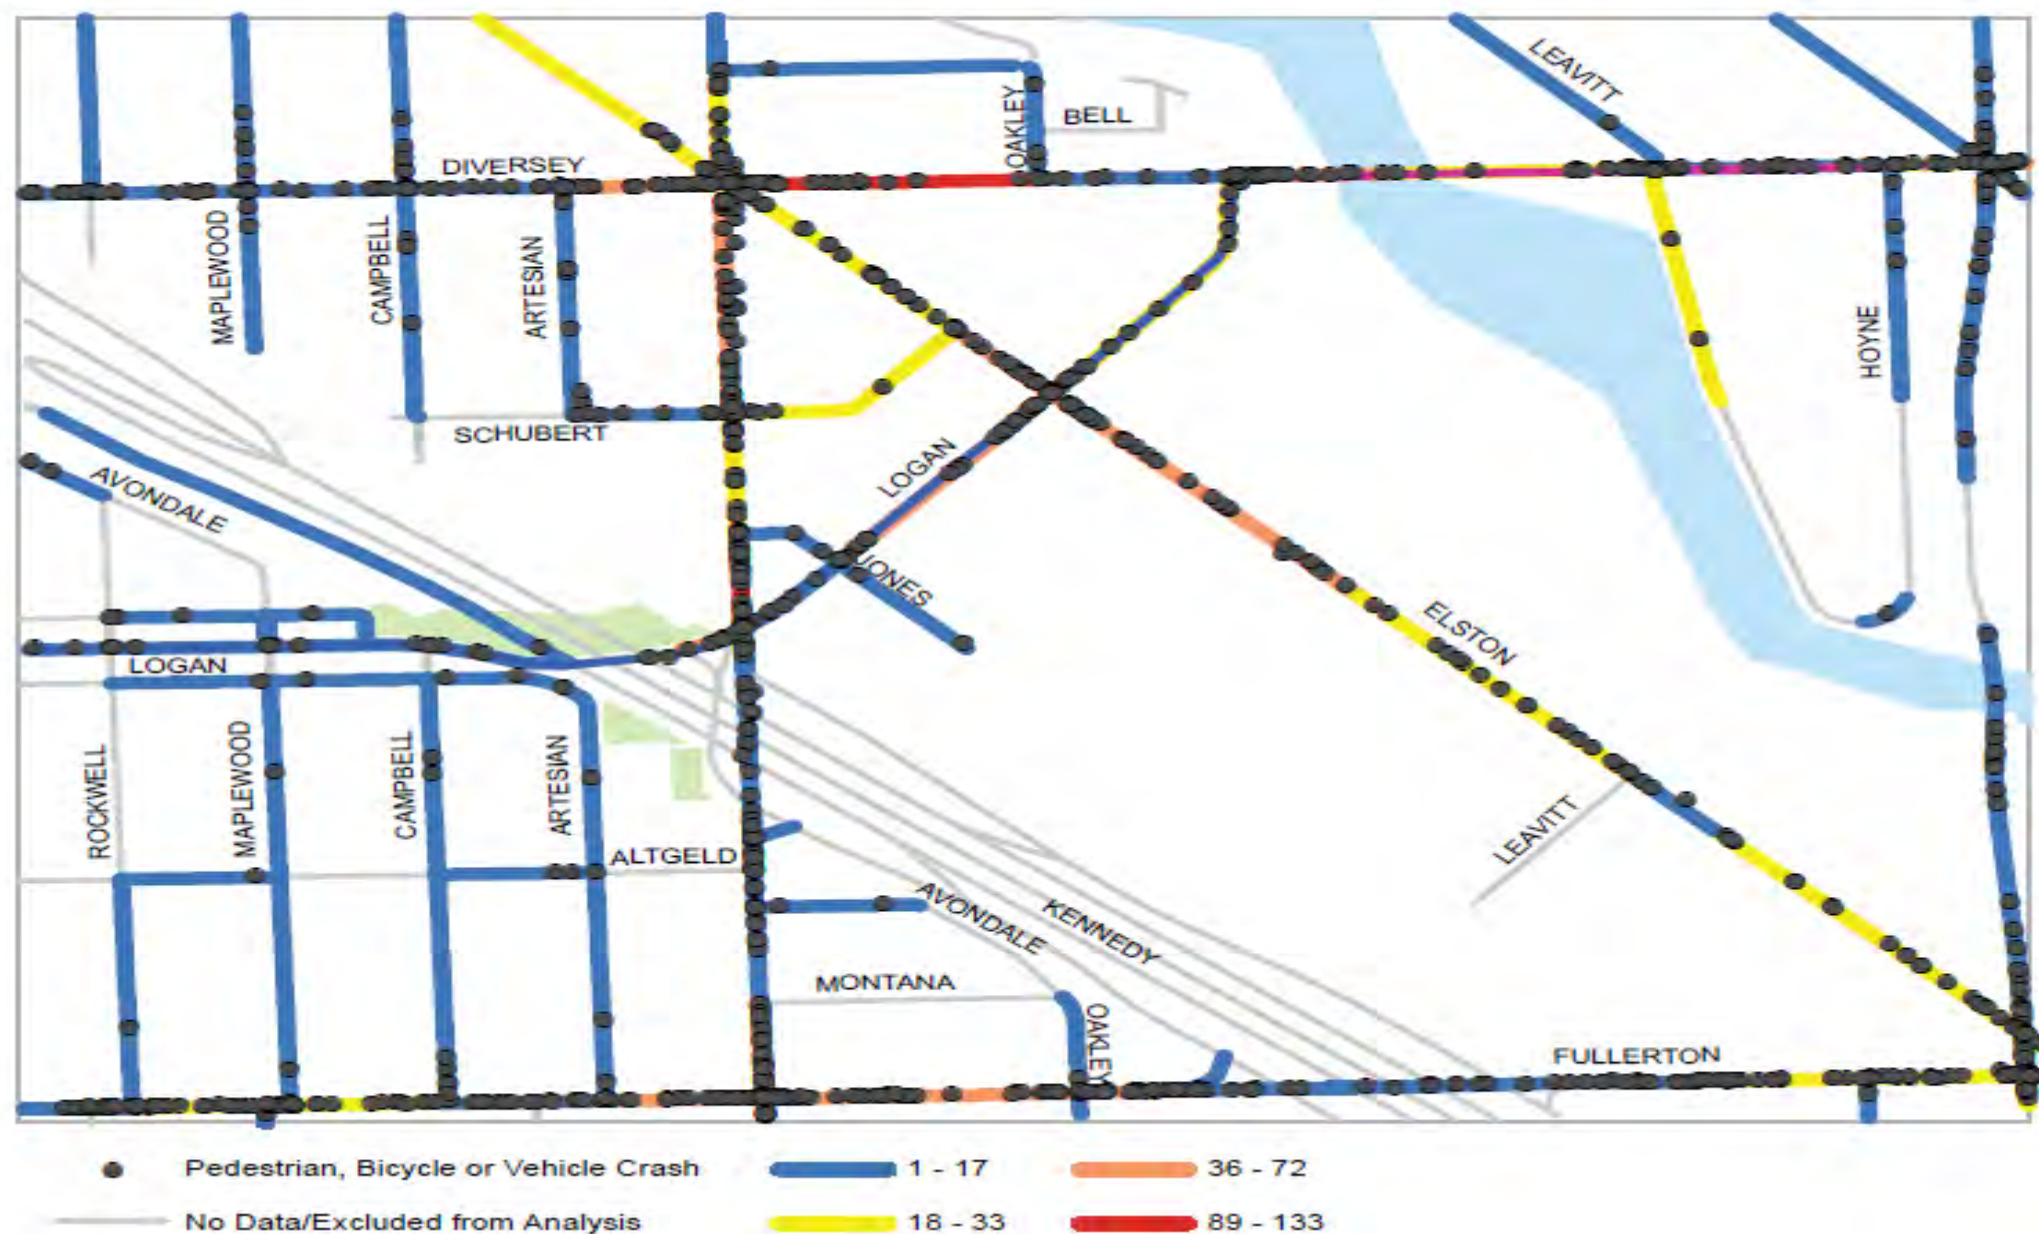 LEAVITT
OAKLEY
BELL
DIVERSEY
MAPLEWOOD
CAMPBELL
ARTESIAN
HOYNE
SCHUBERT
LOGAN
AVONDALE
JONES
ELSTON
LOGAN
ROCKWELL
MAPLEWOOD
CAMPBELL
ARTESIAN
ALTGELD
LEAVITT
AVONDALE
KENNEDY
MONTANA
OAKLEY
FULLERTON
Pedestrian, Bicycle or Vehicle Crash
1 - 17
36 - 72
No Data/Excluded from Analysis
18 - 33
89 - 133